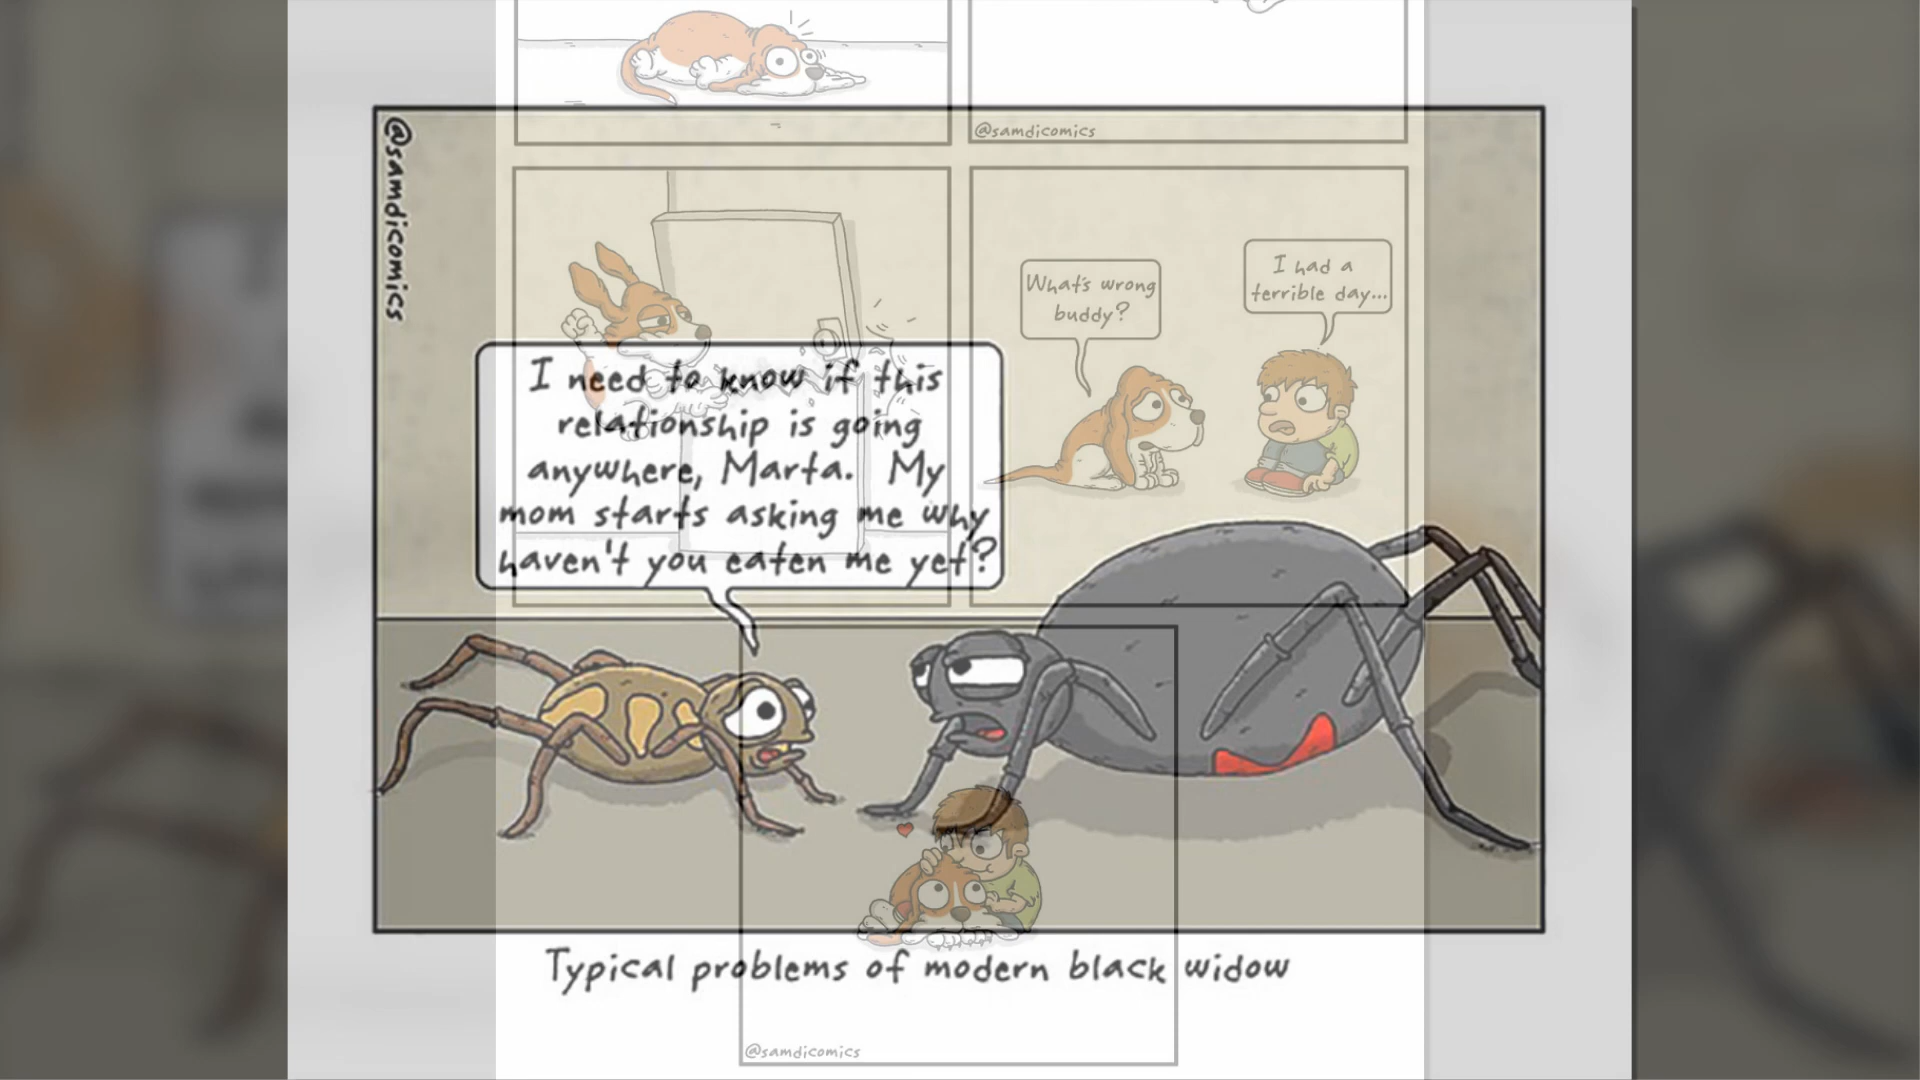 @samdicomics
@samdicomics
What's wrong
buddy?
I had a
terrible day...
I need to know if this
relationship is going
anywhere, Marta. My
mom starts asking me why
haven't you eaten me yet?
Typical problems of modern black widow
@samdicomics